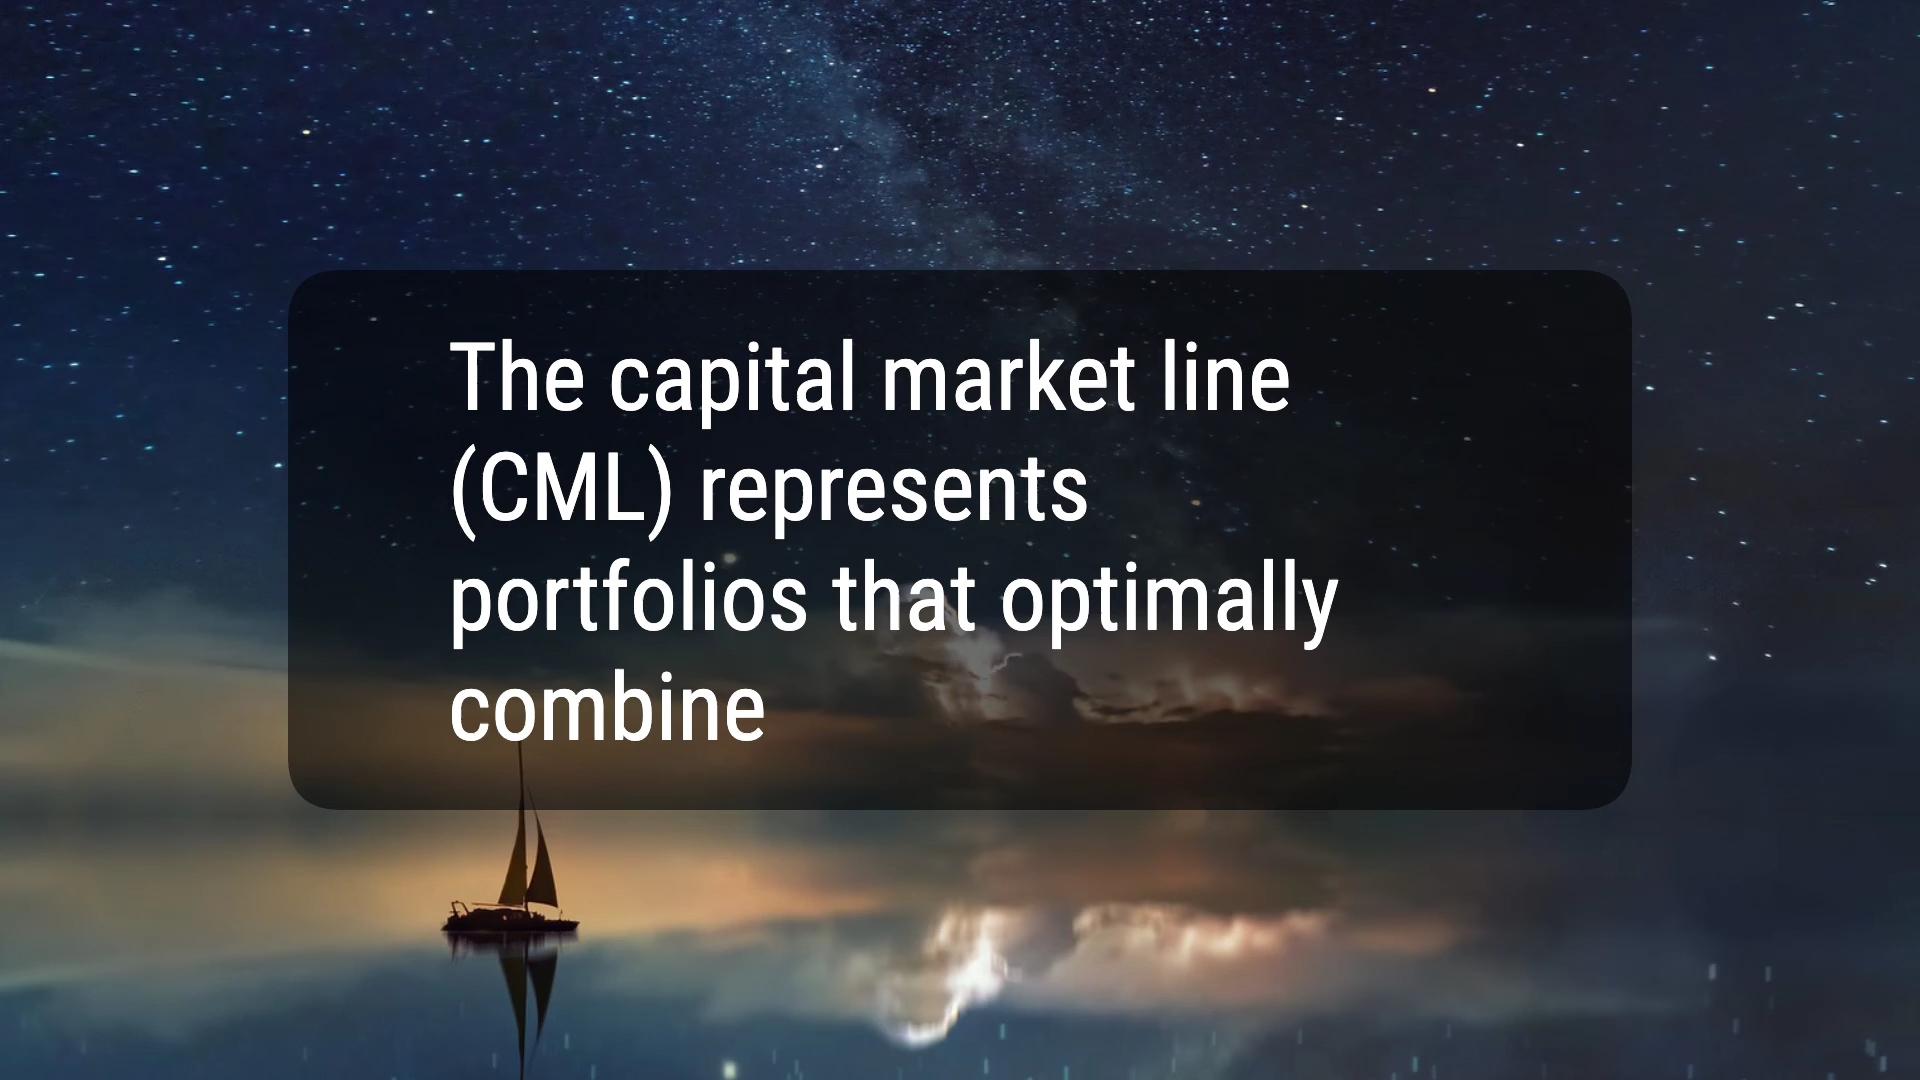 The capital market line
(CML) represents
portfolios that optimally
combine